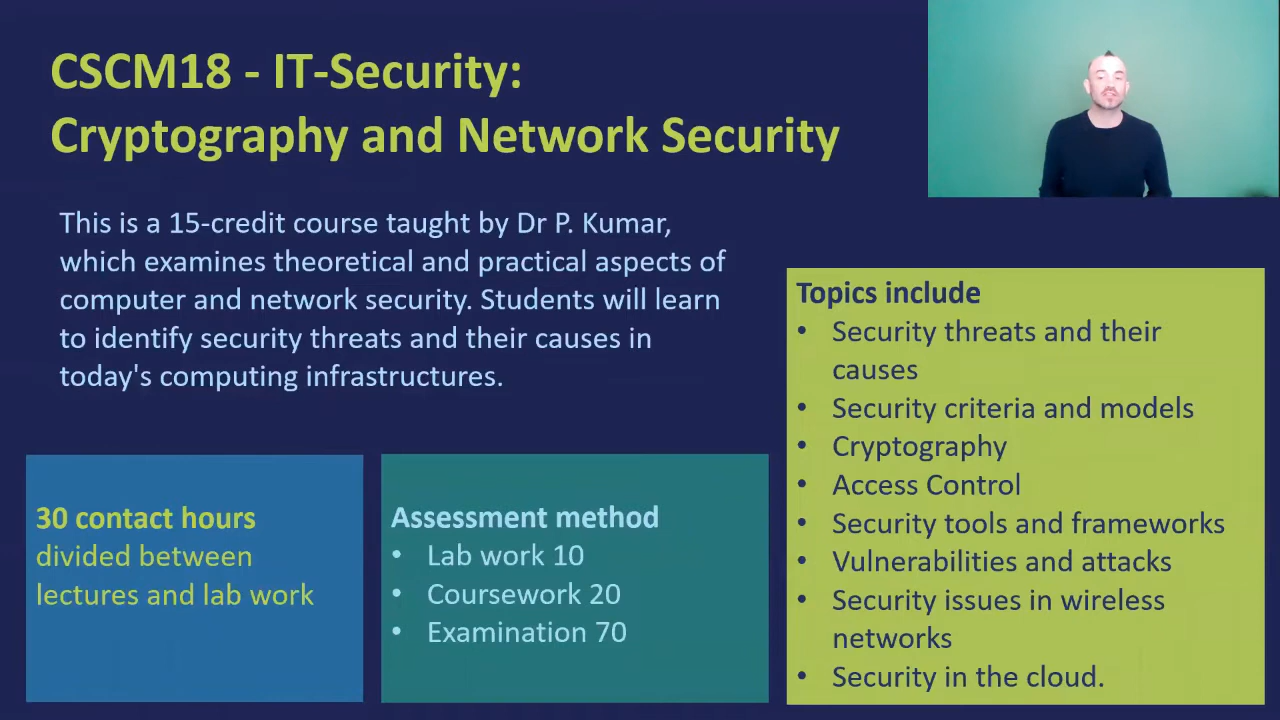 CSCM18 - IT-Security:
Cryptography and Network Security
This is a 15-credit course taught by Dr P. Kumar,
which examines theoretical and practical aspects of
computer and network security. Students will learn
to identify security threats and their causes in
today's computing infrastructures.
30 contact hours
divided between
lectures and lab work
Assessment method
• Lab work 10
• Coursework 20
• Examination 70
Topics include
• Security threats and their
causes
• Security criteria and models
• Cryptography
• Access Control
• Security tools and frameworks
• Vulnerabilities and attacks
• Security issues in wireless
networks
• Security in the cloud.